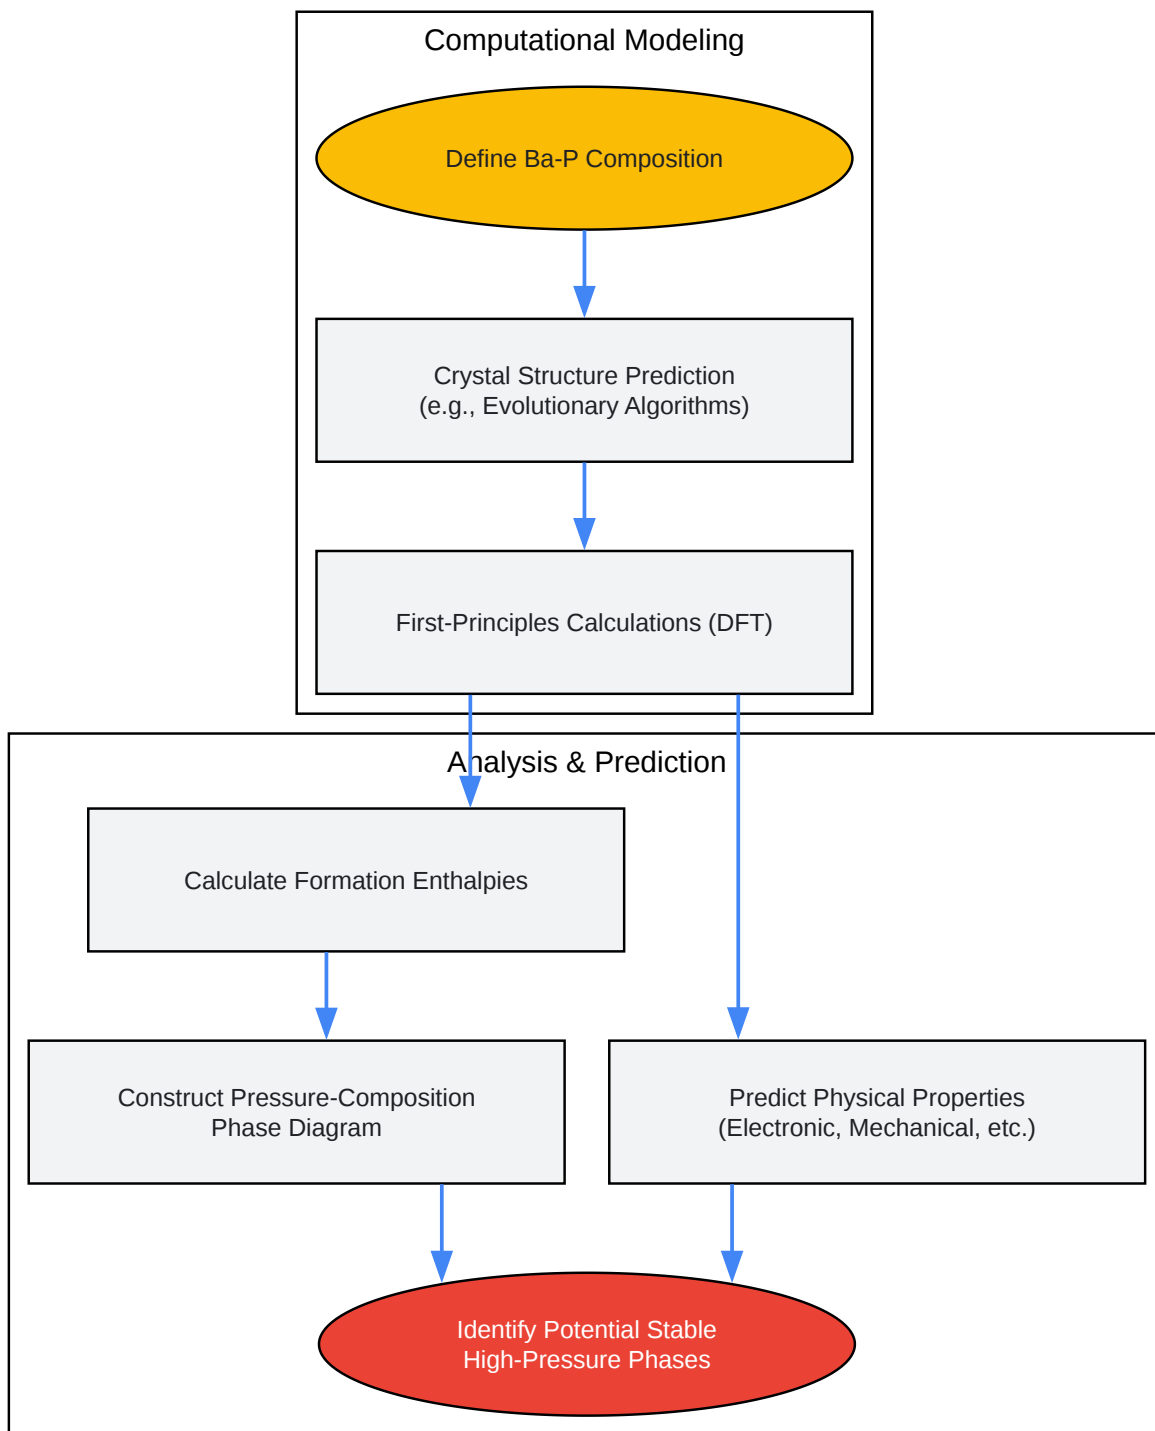 Computational Modeling
Define Ba-P Composition
Crystal Structure Prediction
(e.g., Evolutionary Algorithms)
First-Principles Calculations (DFT)
Analysis & Prediction
Calculate Formation Enthalpies
Construct Pressure-Composition
Phase Diagram
Predict Physical Properties
(Electronic, Mechanical, etc.)
Identify Potential Stable
High-Pressure Phases